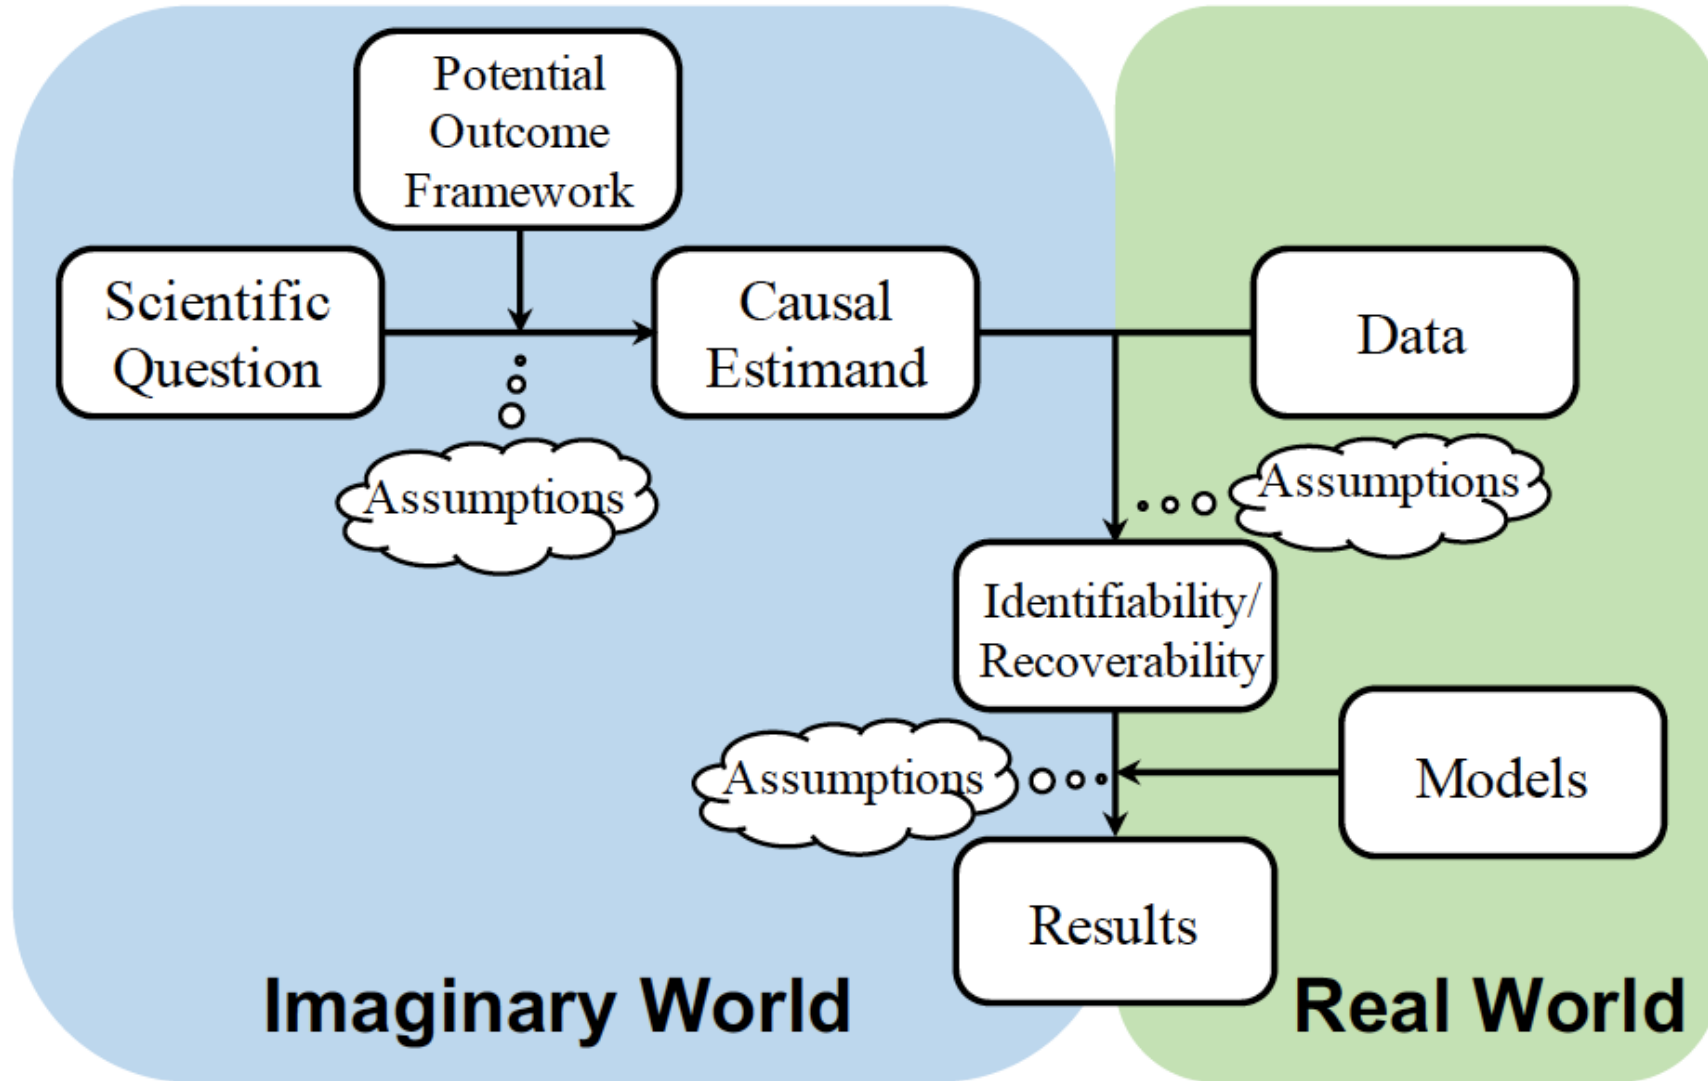 Potential
Outcome
Framework
Scientific
Question
Causal
Estimand
Data
Assumptions
Assumptions
Identifiability/
Recoverability
Assumptions
Models
Results
Imaginary World
Real World